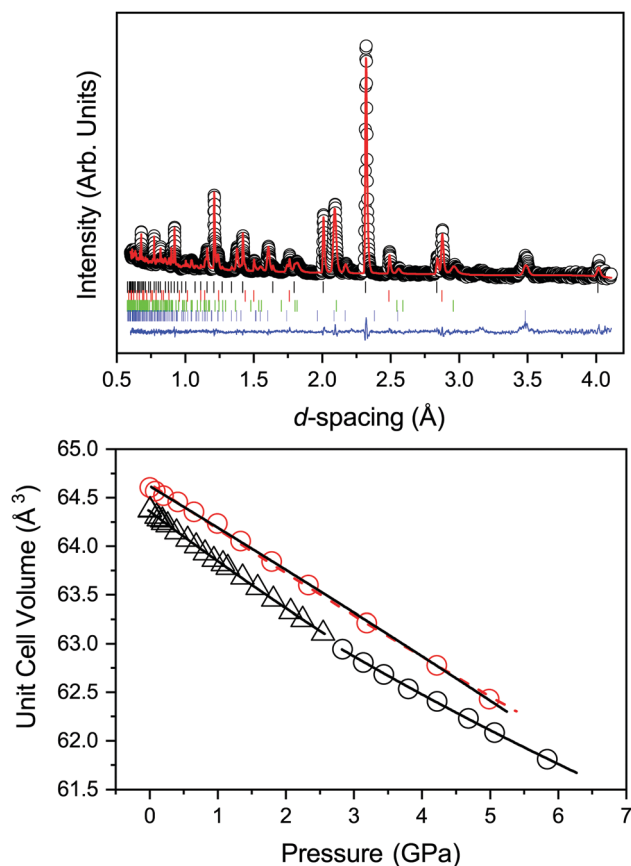 Intensity (Arb. Units)
0.5 1.0 1.5 2.0 2.5 3.0 3.5 4.0
d-spacing (Å)
Unit Cell Volume (Å³)
65.0
64.5
64.0
63.5
63.0
62.5
62.0
61.5
0 1 2 3 4 5 6 7
Pressure (GPa)